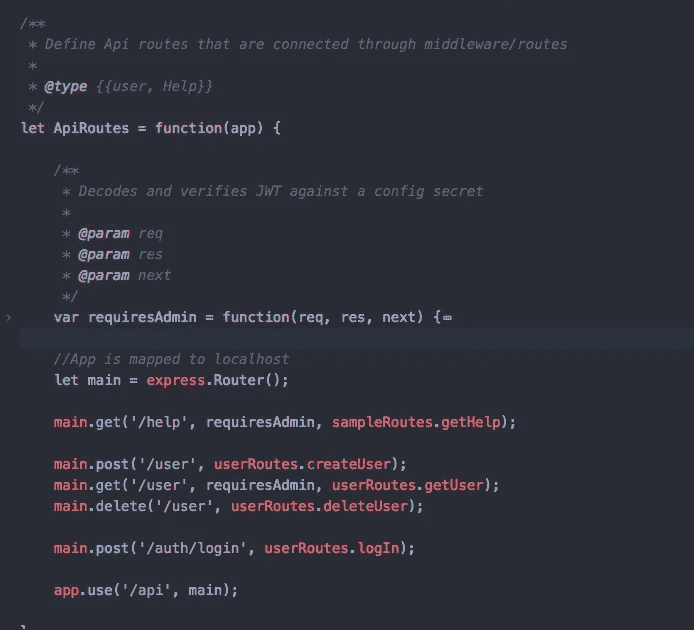 /**
 * Define Api routes that are connected through middleware/routes
 *
 * @type {{user, Help}}
 */
let ApiRoutes = function(app) {
    /**
     * Decodes and verifies JWT against a config secret
     *
     * @param req
     * @param res
     * @param next
     */
    var requiresAdmin = function(req, res, next) {
    //App is mapped to localhost
    let main = express.Router();
    main.get('/help', requiresAdmin, sampleRoutes.getHelp);
    main.post('/user', userRoutes.createUser);
    main.get('/user', requiresAdmin, userRoutes.getUser);
    main.delete('/user', userRoutes.deleteUser);
    main.post('/auth/login', userRoutes.logIn);
    app.use('/api', main);